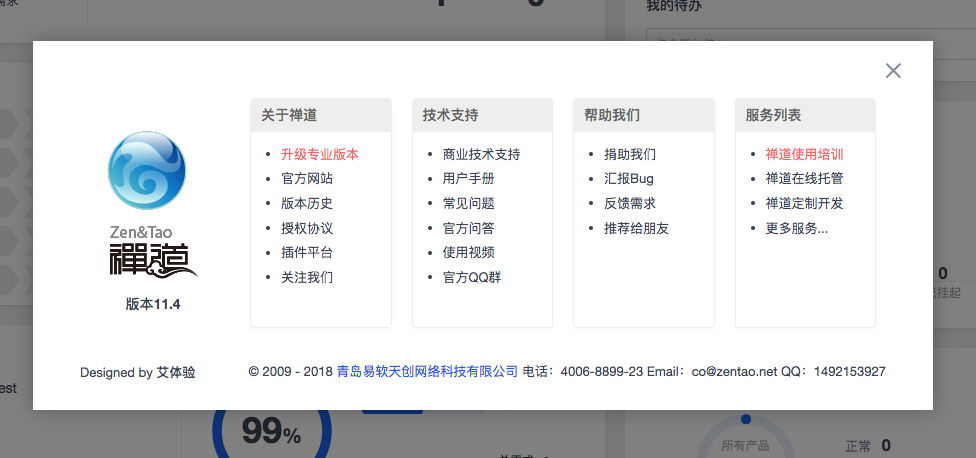 我的待办
关于禅道
升级专业版本
官方网站
版本历史
授权协议
插件平台
关注我们
技术支持
商业技术支持
用户手册
常见问题
官方问答
使用视频
官方QQ群
帮助我们
捐助我们
汇报Bug
反馈需求
推荐给朋友
服务列表
禅道使用培训
禅道在线托管
禅道定制开发
更多服务...
Zen&Tao
禪道
版本11.4
0
挂起
Designed by 艾体验
© 2009 - 2018 青岛易软天创网络科技有限公司 电话：4006-8899-23 Email：co@zentao.net QQ：1492153927
est
99%
所有产品
正常 0